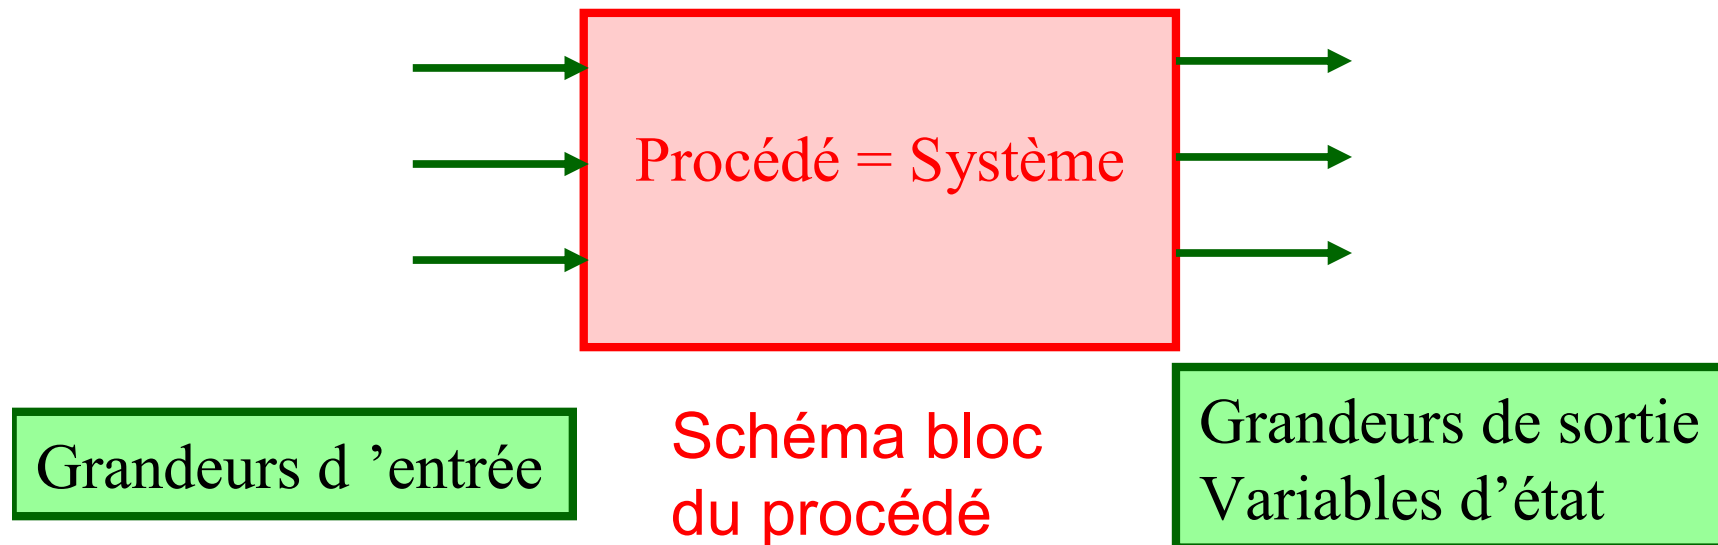 Procédé = Système
Grandeurs d ’entrée
Schéma bloc
du procédé
Grandeurs de sortie
Variables d’état